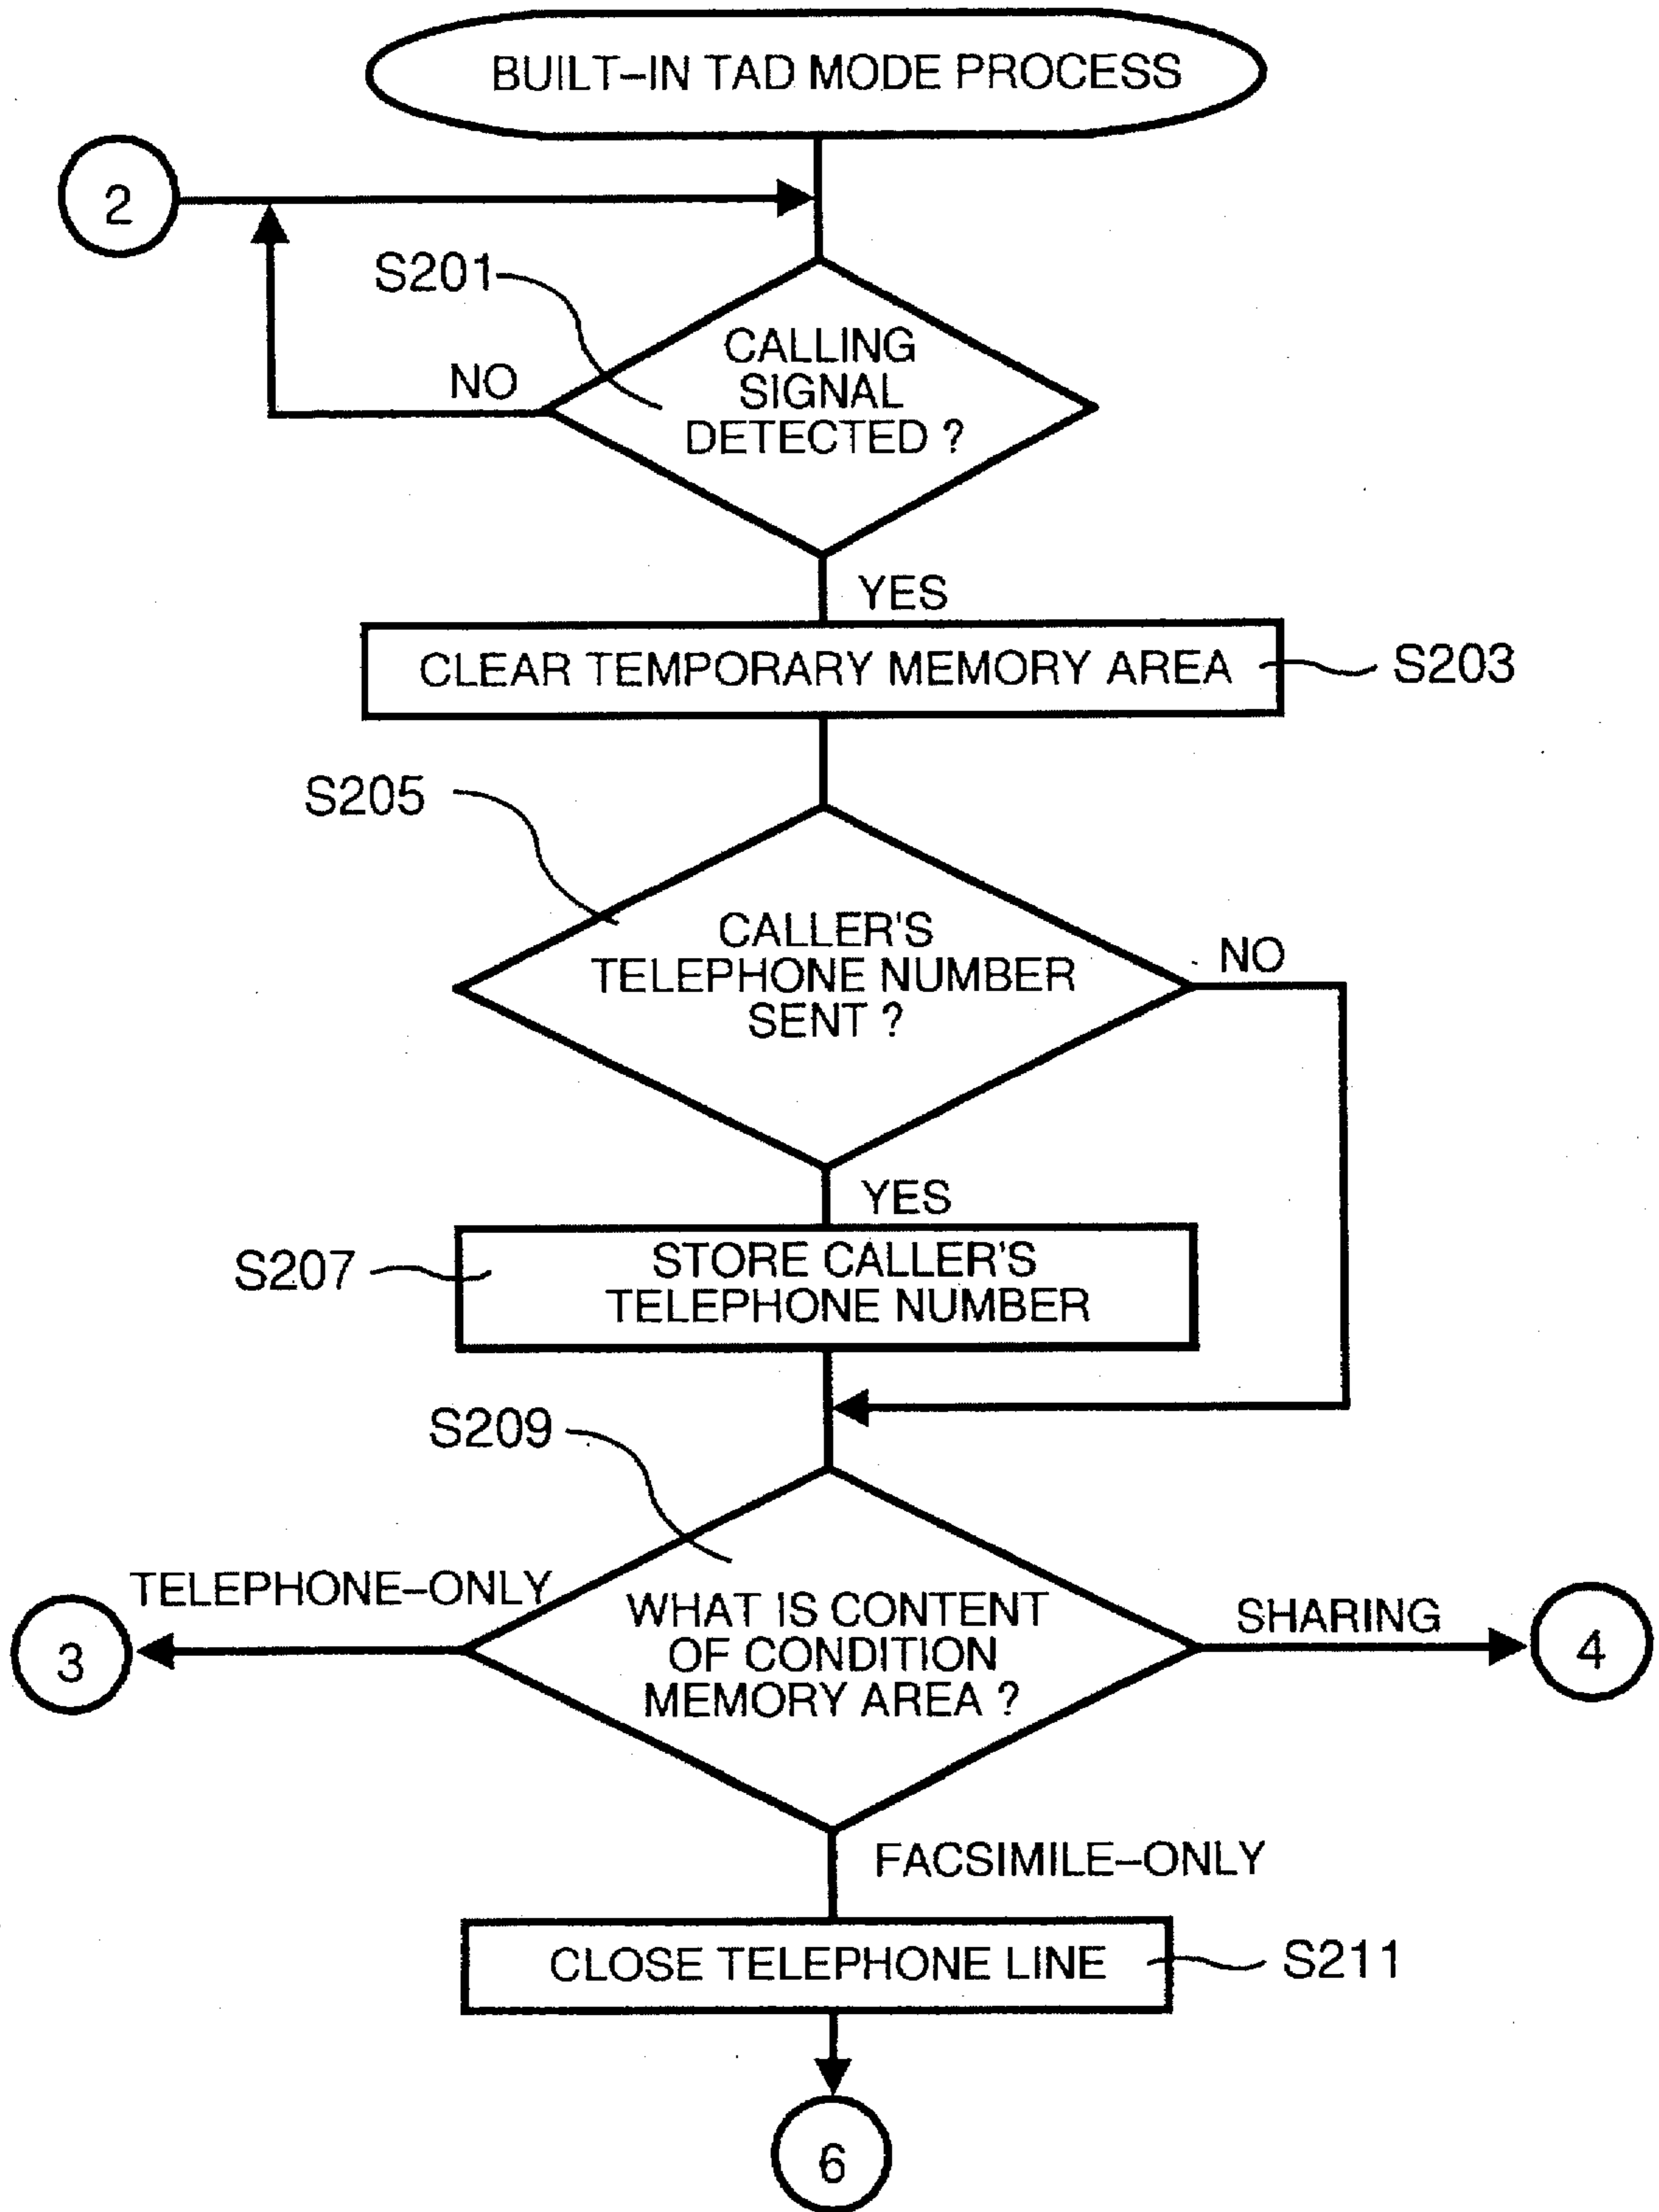 BUILT-IN TAD MODE PROCESS
2
S201
CALLING
SIGNAL
DETECTED ?
NO
YES
CLEAR TEMPORARY MEMORY AREA
S203
S205
CALLER'S
TELEPHONE NUMBER
SENT ?
NO
YES
S207
STORE CALLER'S
TELEPHONE NUMBER
S209
TELEPHONE-ONLY
WHAT IS CONTENT
OF CONDITION
MEMORY AREA ?
SHARING
3
4
FACSIMILE-ONLY
CLOSE TELEPHONE LINE
S211
6